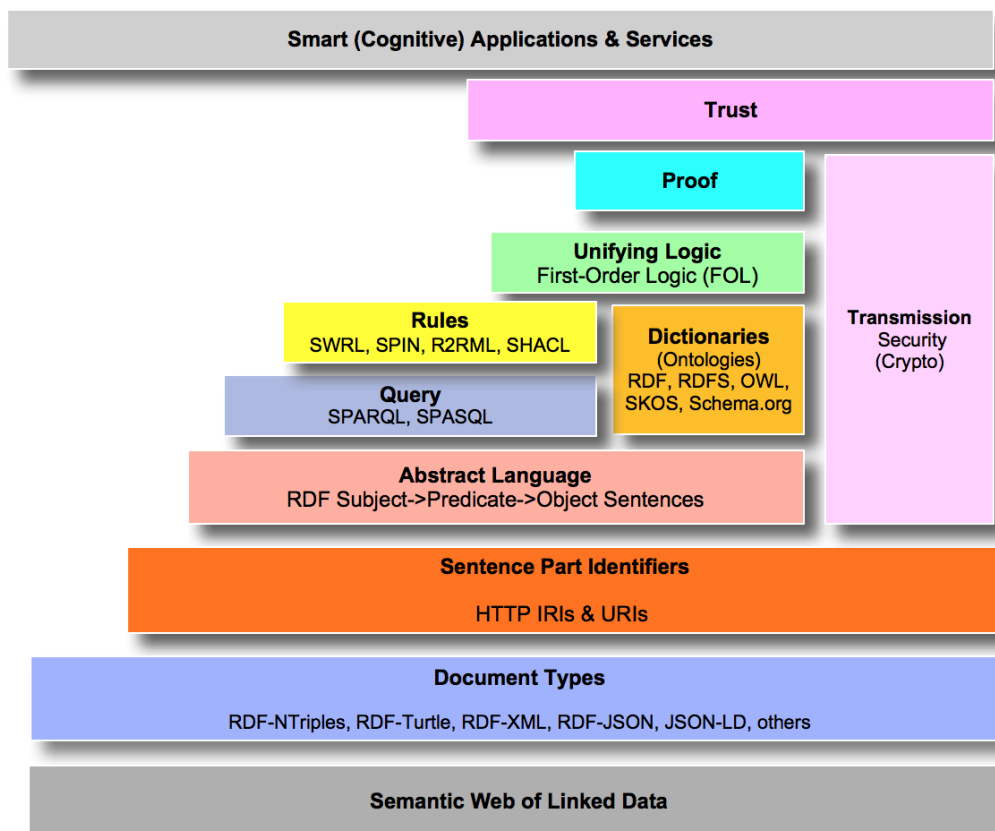 Smart (Cognitive) Applications & Services
Trust
Proof
Unifying Logic
First-Order Logic (FOL)
Rules
SWRL, SPIN, R2RML, SHACL
Dictionaries
(Ontologies)
RDF, RDFS, OWL,
SKOS, Schema.org
Transmission
Security
(Crypto)
Query
SPARQL, SPASQL
Abstract Language
RDF Subject->Predicate->Object Sentences
Sentence Part Identifiers
HTTP IRIs & URIs
Document Types
RDF-NTriples, RDF-Turtle, RDF-XML, RDF-JSON, JSON-LD, others
Semantic Web of Linked Data